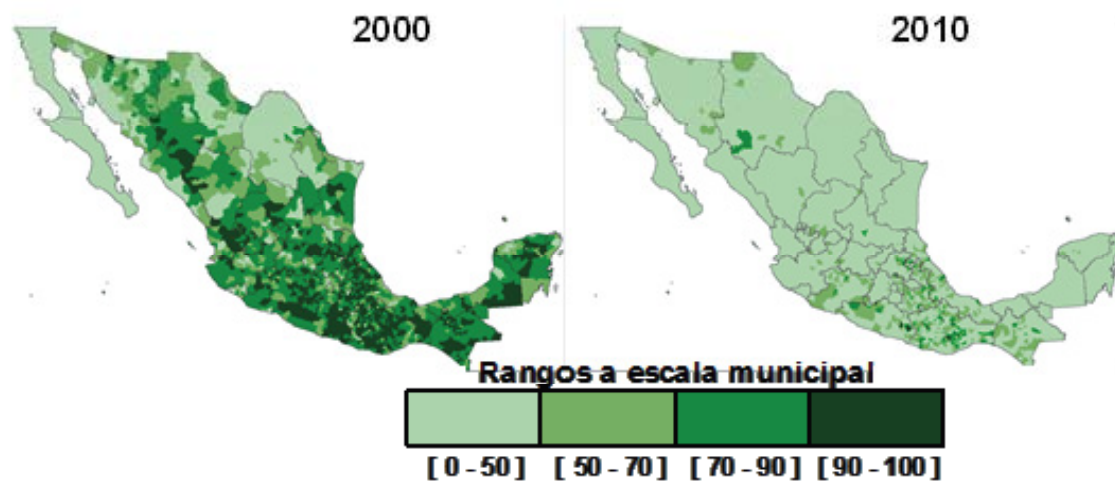 2000
2010
Rangos a escala municipal
[ 0 - 50 ]
[ 50 - 70 ]
[ 70 - 90 ]
[ 90 - 100 ]